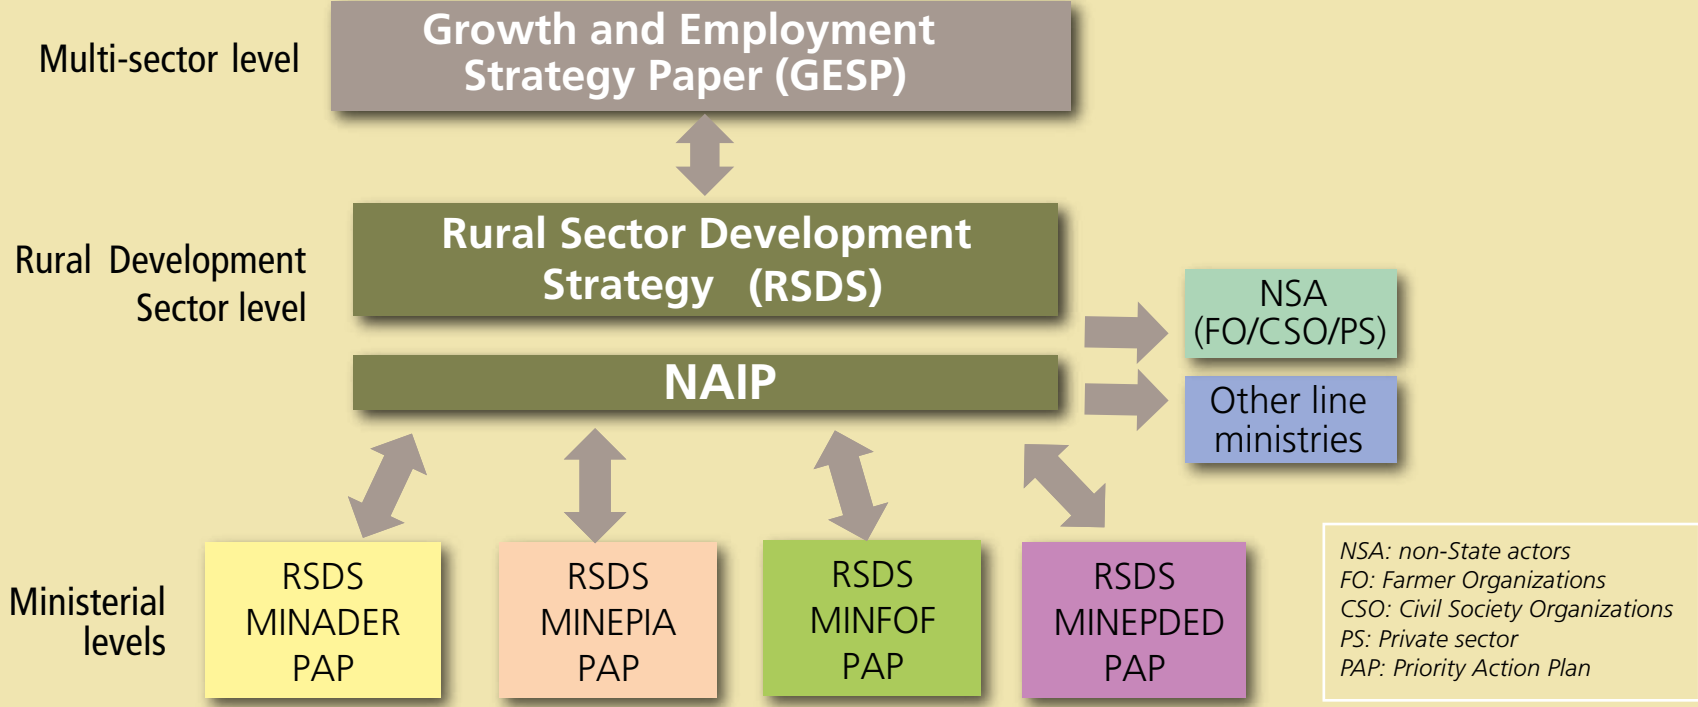 Multi-sector level
Growth and Employment
Strategy Paper (GESP)
Rural Development
Sector level
Rural Sector Development
Strategy (RSDS)
NAIP
NSA
(FO/CSO/PS)
Other line
ministries
Ministerial
levels
RSDS
MINADER
PAP
RSDS
MINEPIA
PAP
RSDS
MINFOF
PAP
RSDS
MINEPDED
PAP
NSA: non-State actors
FO: Farmer Organizations
CSO: Civil Society Organizations
PS: Private sector
PAP: Priority Action Plan